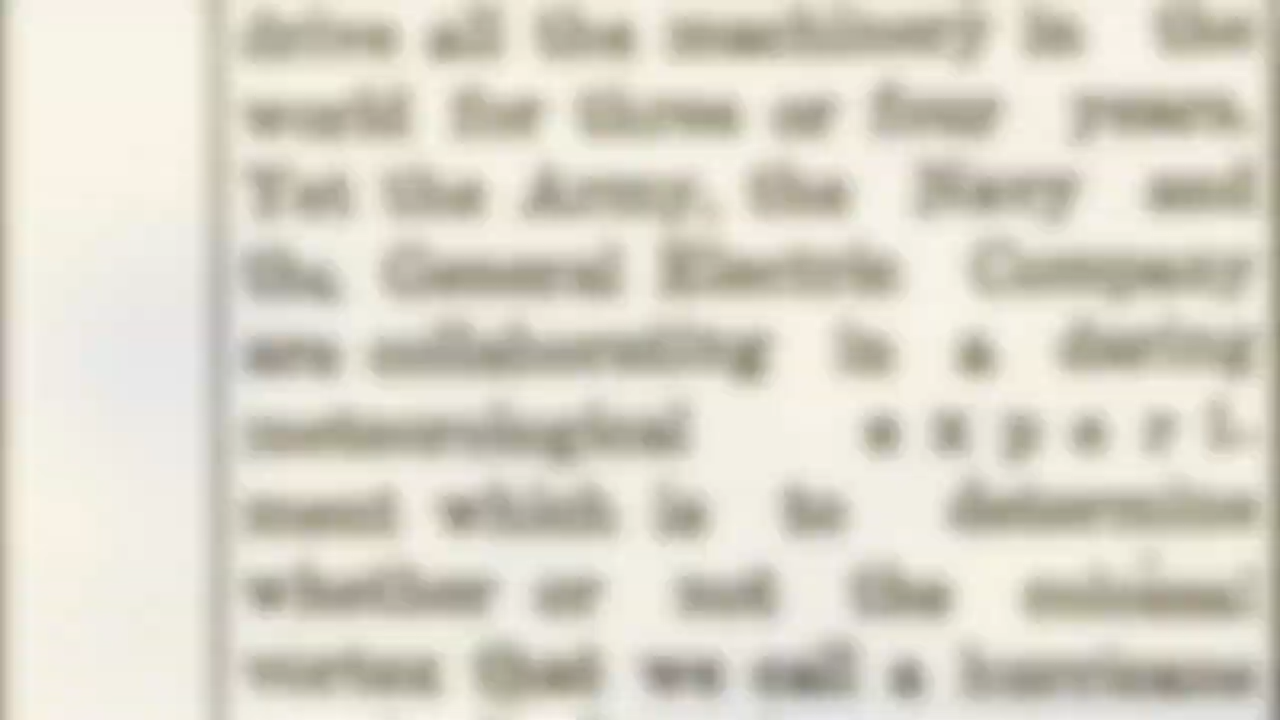 drive all the machinery in the
world for three or four years.
Yet the Army, the Navy and
the General Electric Company
are collaborating in a daring
meteorological e x p e r i-
ment which is to determine
whether or not the
vortex that we call a hurricane